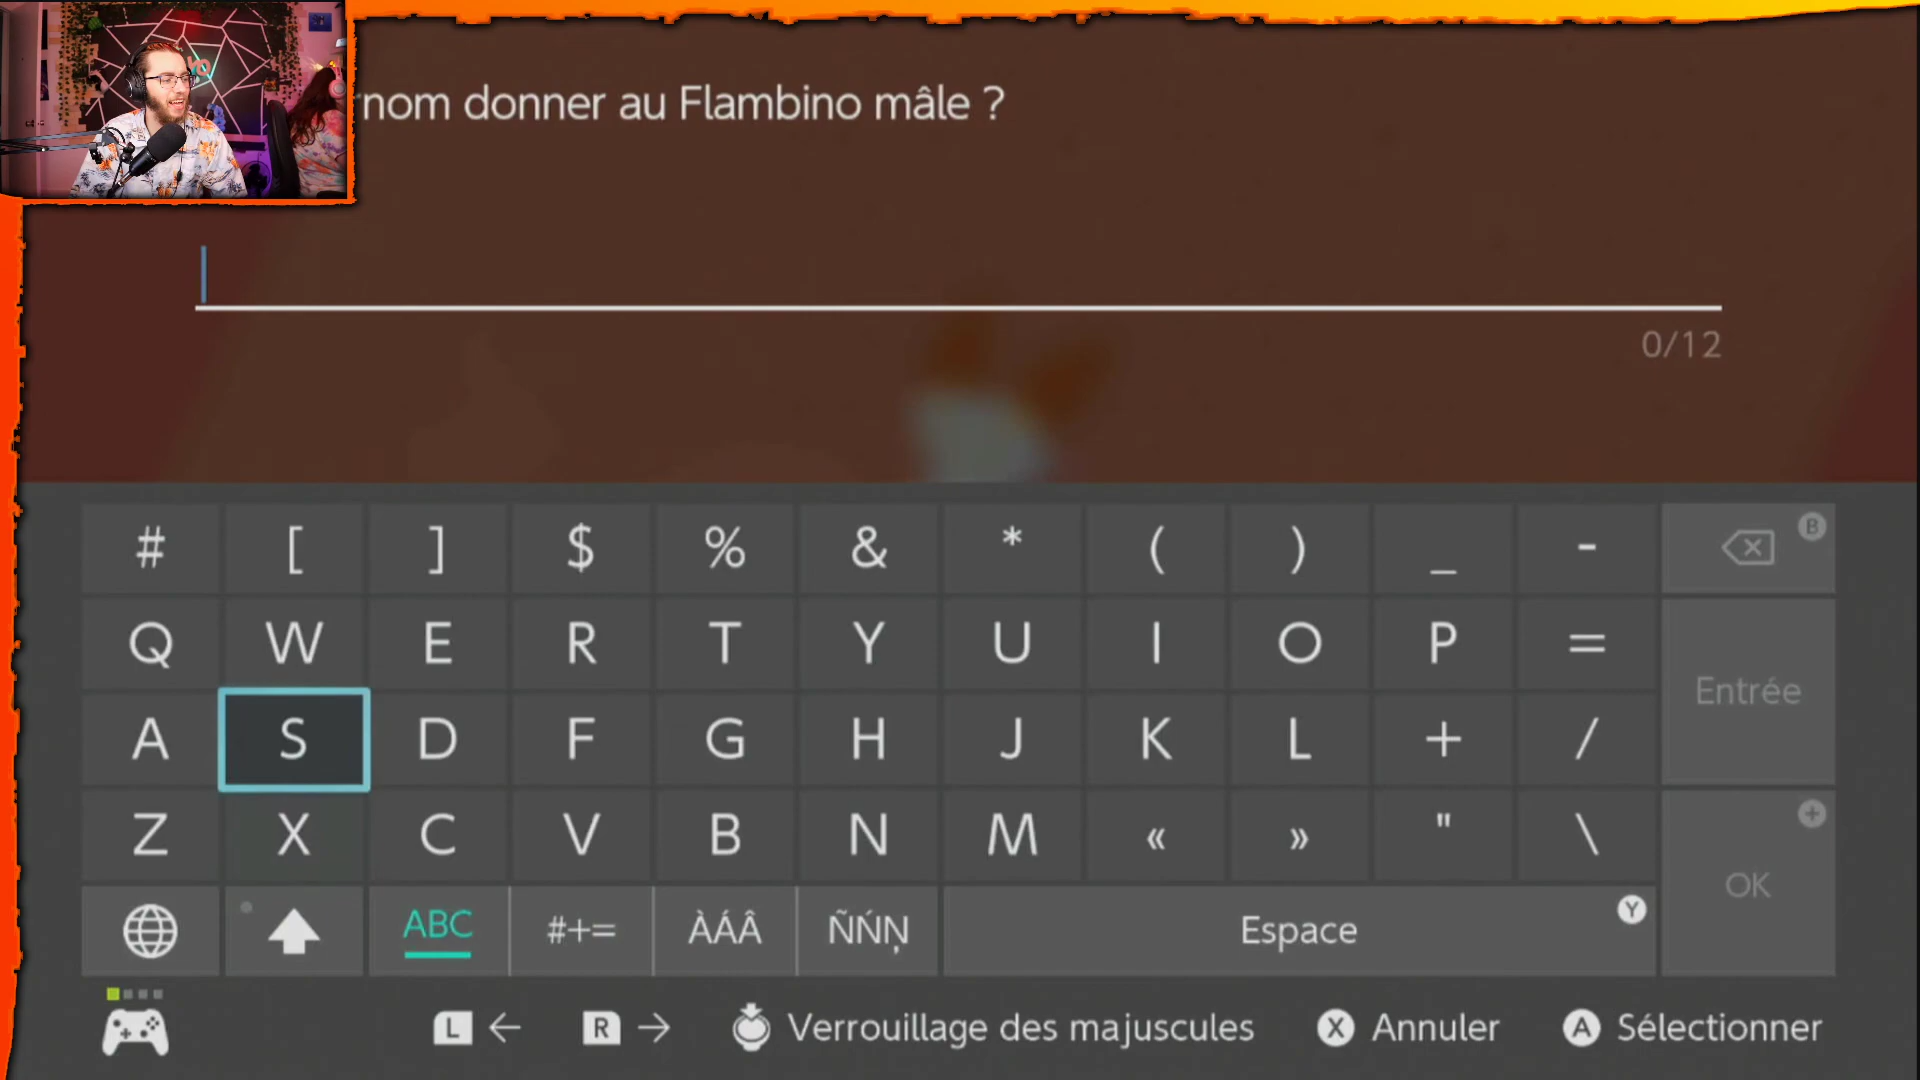 nom donner au Flambino mâle ?
0/12
# [ ] $ % & * ( ) _ - B
Q W E R T Y U I O P =
Entrée
A S D F G H J K L + /
Z X C V B N M « » " \
OK
ABC #+= ÀÁÂ ÑŃŅ Espace Y
L ← R → Verrouillage des majuscules X Annuler A Sélectionner